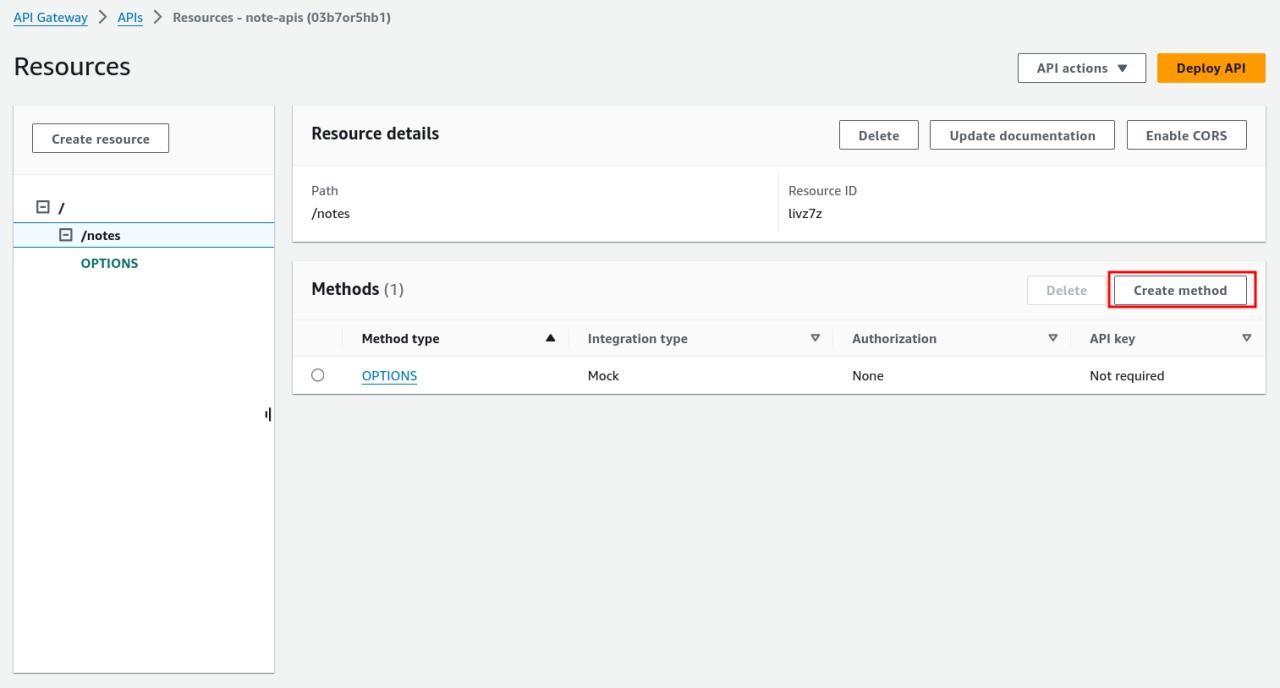 API Gateway > APIs > Resources - note-apis (03b7or5hb1)
Resources
API actions ▼ Deploy API
Create resource
/
/notes
OPTIONS
Resource details
Delete Update documentation Enable CORS
Path
/notes
Resource ID
livz7z
Methods (1)
Delete Create method
Method type Integration type Authorization API key
OPTIONS Mock None Not required